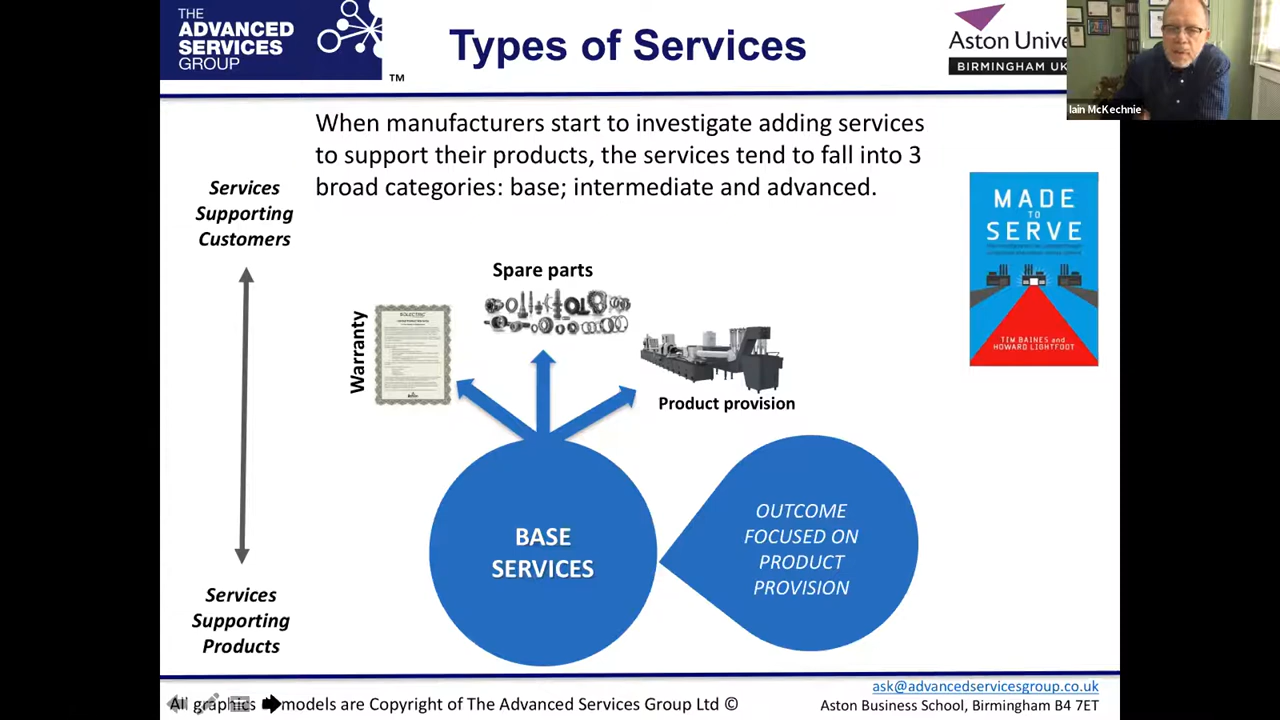 THE
ADVANCED
SERVICES
GROUP
TM
Types of Services
Aston Unive
BIRMINGHAM UK
Iain McKechnie
When manufacturers start to investigate adding services
to support their products, the services tend to fall into 3
broad categories: base; intermediate and advanced.
Services
Supporting
Customers
MADE
TO
SERVE
TIM BAINES and
HOWARD LIGHTFOOT
Spare parts
Warranty
Product provision
BASE
SERVICES
OUTCOME
FOCUSED ON
PRODUCT
PROVISION
Services
Supporting
Products
All graphics models are Copyright of The Advanced Services Group Ltd ©
ask@advancedservicesgroup.co.uk
Aston Business School, Birmingham B4 7ET